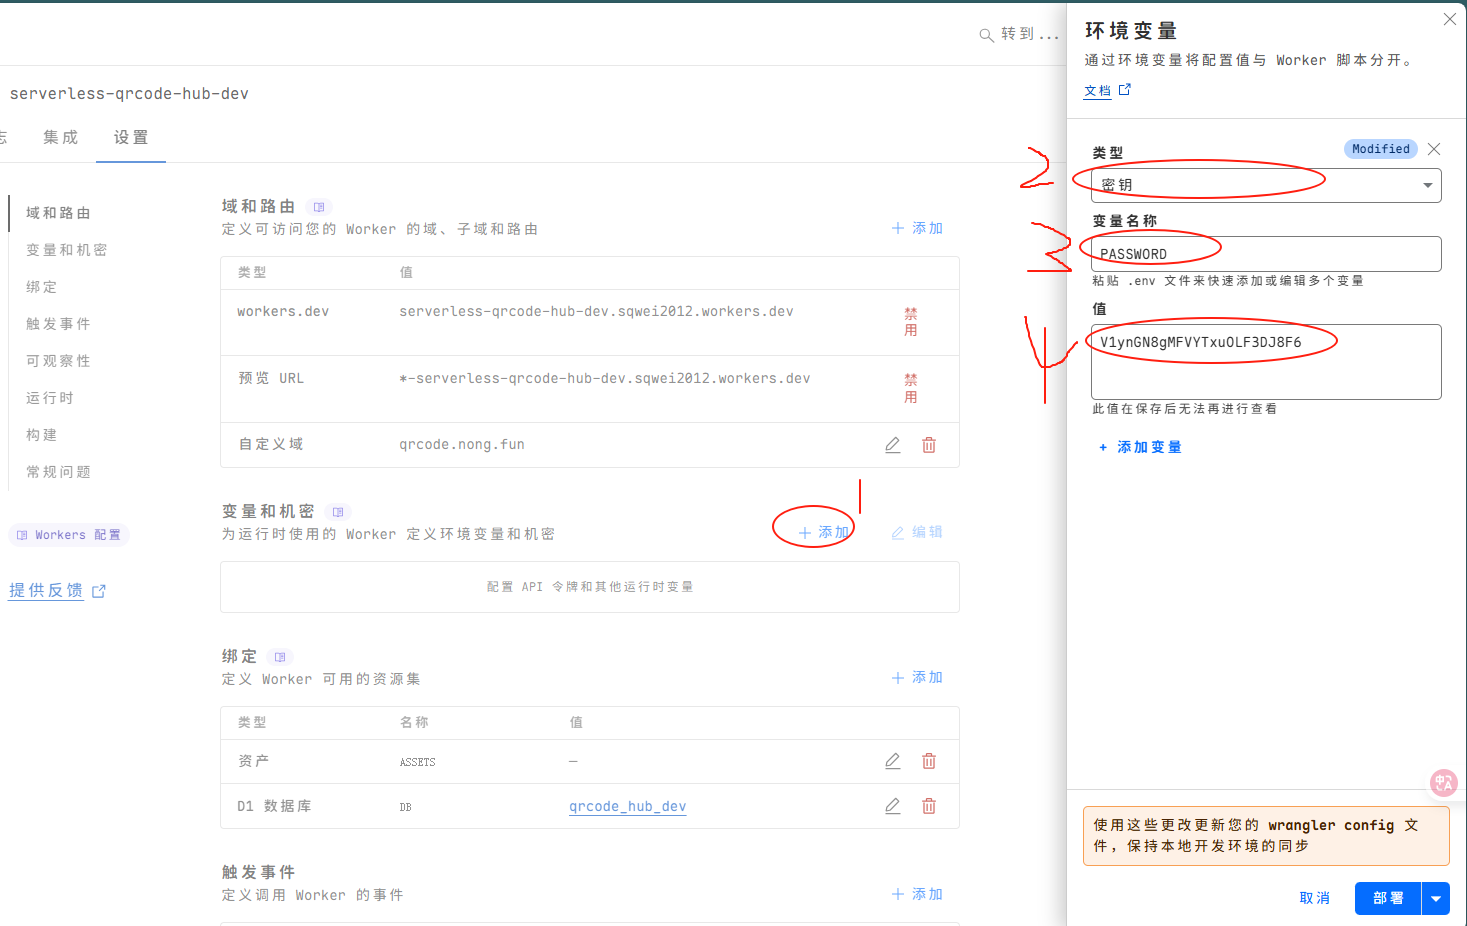 转到...
serverless-qrcode-hub-dev
志 集成 设置
域和路由
变量和机密
绑定
触发事件
可观察性
运行时
构建
常规问题
Workers 配置
提供反馈
域和路由
定义可访问您的 Worker 的域、子域和路由
+ 添加
类型 值
workers.dev serverless-qrcode-hub-dev.sqwei2012.workers.dev 禁用
预览 URL *-serverless-qrcode-hub-dev.sqwei2012.workers.dev 禁用
自定义域 qrcode.nong.fun
变量和机密
为运行时使用的 Worker 定义环境变量和机密
+ 添加 编辑
1
配置 API 令牌和其他运行时变量
绑定
定义 Worker 可用的资源集
+ 添加
类型 名称 值
资产 ASSETS —
D1 数据库 DB qrcode_hub_dev
触发事件
定义调用 Worker 的事件
+ 添加
环境变量
通过环境变量将配置值与 Worker 脚本分开。
文档
类型 Modified
2
密钥
变量名称
3
PASSWORD
粘贴 .env 文件来快速添加或编辑多个变量
值
4
V1ynGN8gMFVYTxuOLF3DJ8F6
此值在保存后无法再进行查看
+ 添加变量
使用这些更改更新您的 wrangler config 文
件，保持本地开发环境的同步
取消 部署